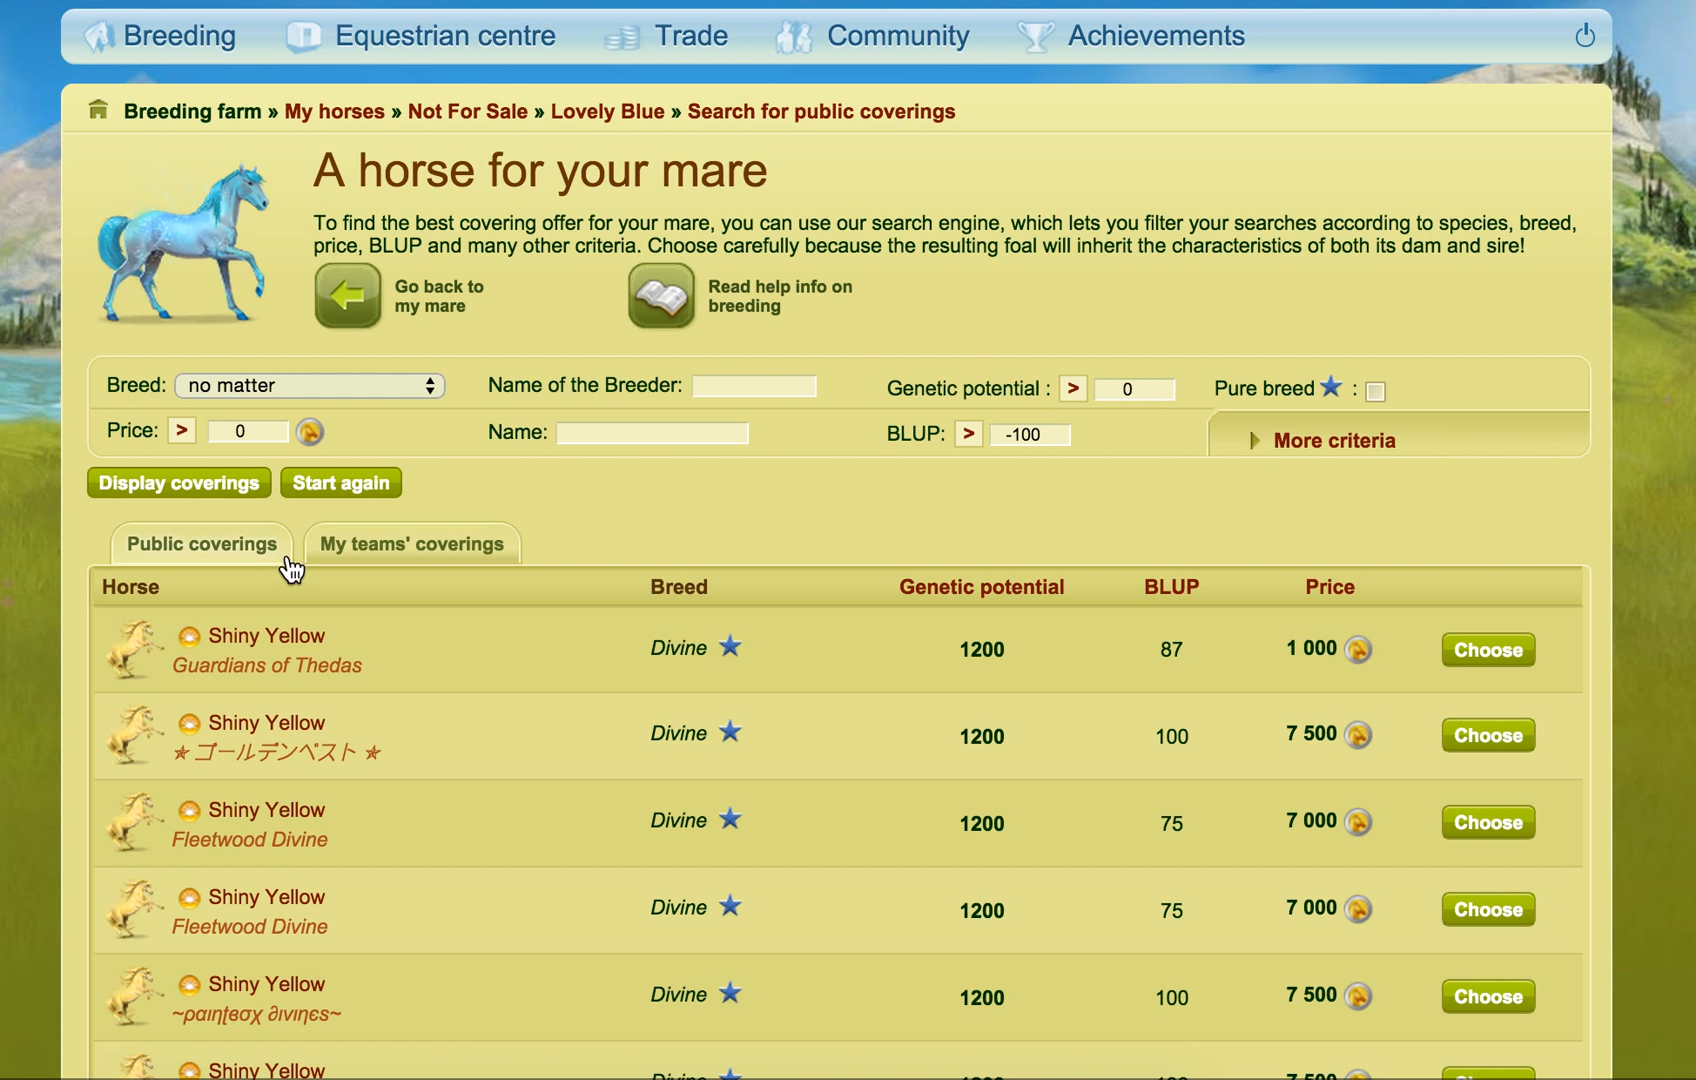 Breeding Equestrian centre Trade Community Achievements
Breeding farm » My horses » Not For Sale » Lovely Blue » Search for public coverings
A horse for your mare
To find the best covering offer for your mare, you can use our search engine, which lets you filter your searches according to species, breed,
price, BLUP and many other criteria. Choose carefully because the resulting foal will inherit the characteristics of both its dam and sire!
Go back to
my mare
Read help info on
breeding
Breed: no matter Name of the Breeder: Genetic potential : > 0 Pure breed :
Price: > 0 Name: BLUP: > -100 More criteria
Display coverings Start again
Public coverings My teams' coverings
Horse Breed Genetic potential BLUP Price
Shiny Yellow
Guardians of Thedas
Divine 1200 87 1 000 Choose
Shiny Yellow
✯ ゴールデンベスト ✯
Divine 1200 100 7 500 Choose
Shiny Yellow
Fleetwood Divine
Divine 1200 75 7 000 Choose
Shiny Yellow
Fleetwood Divine
Divine 1200 75 7 000 Choose
Shiny Yellow
Divine 1200 100 7 500 Choose
Shiny Yellow
Divine